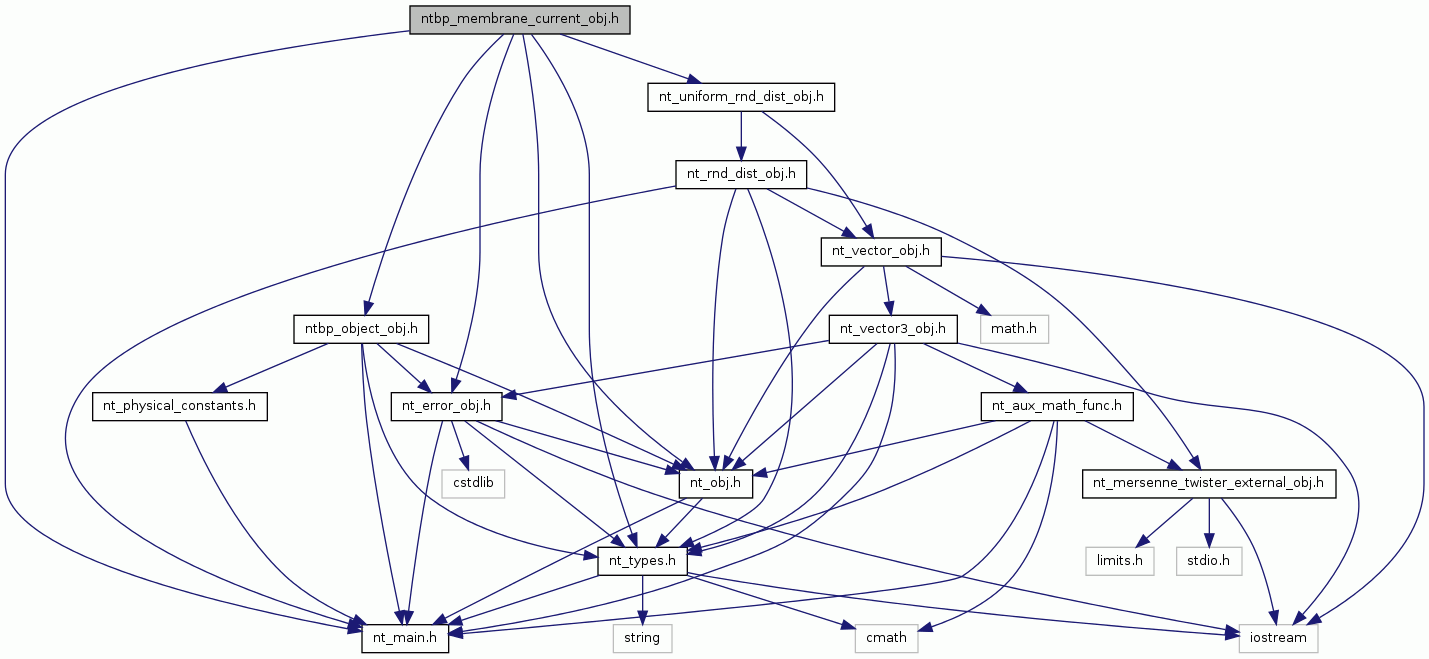 ntbp_membrane_current_obj.h
nt_uniform_rnd_dist_obj.h
nt_rnd_dist_obj.h
nt_vector_obj.h
ntbp_object_obj.h
nt_vector3_obj.h
math.h
nt_physical_constants.h
nt_error_obj.h
nt_aux_math_func.h
cstdlib
nt_obj.h
nt_mersenne_twister_external_obj.h
nt_types.h
limits.h
stdio.h
nt_main.h
string
cmath
iostream